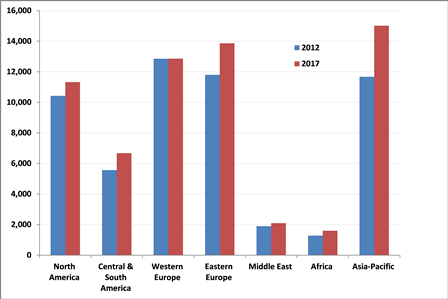 16,000
14,000
12,000
10,000
8,000
6,000
4,000
2,000
0
2012
2017
North
America
Central &
South
America
Western
Europe
Eastern
Europe
Middle East
Africa
Asia-Pacific